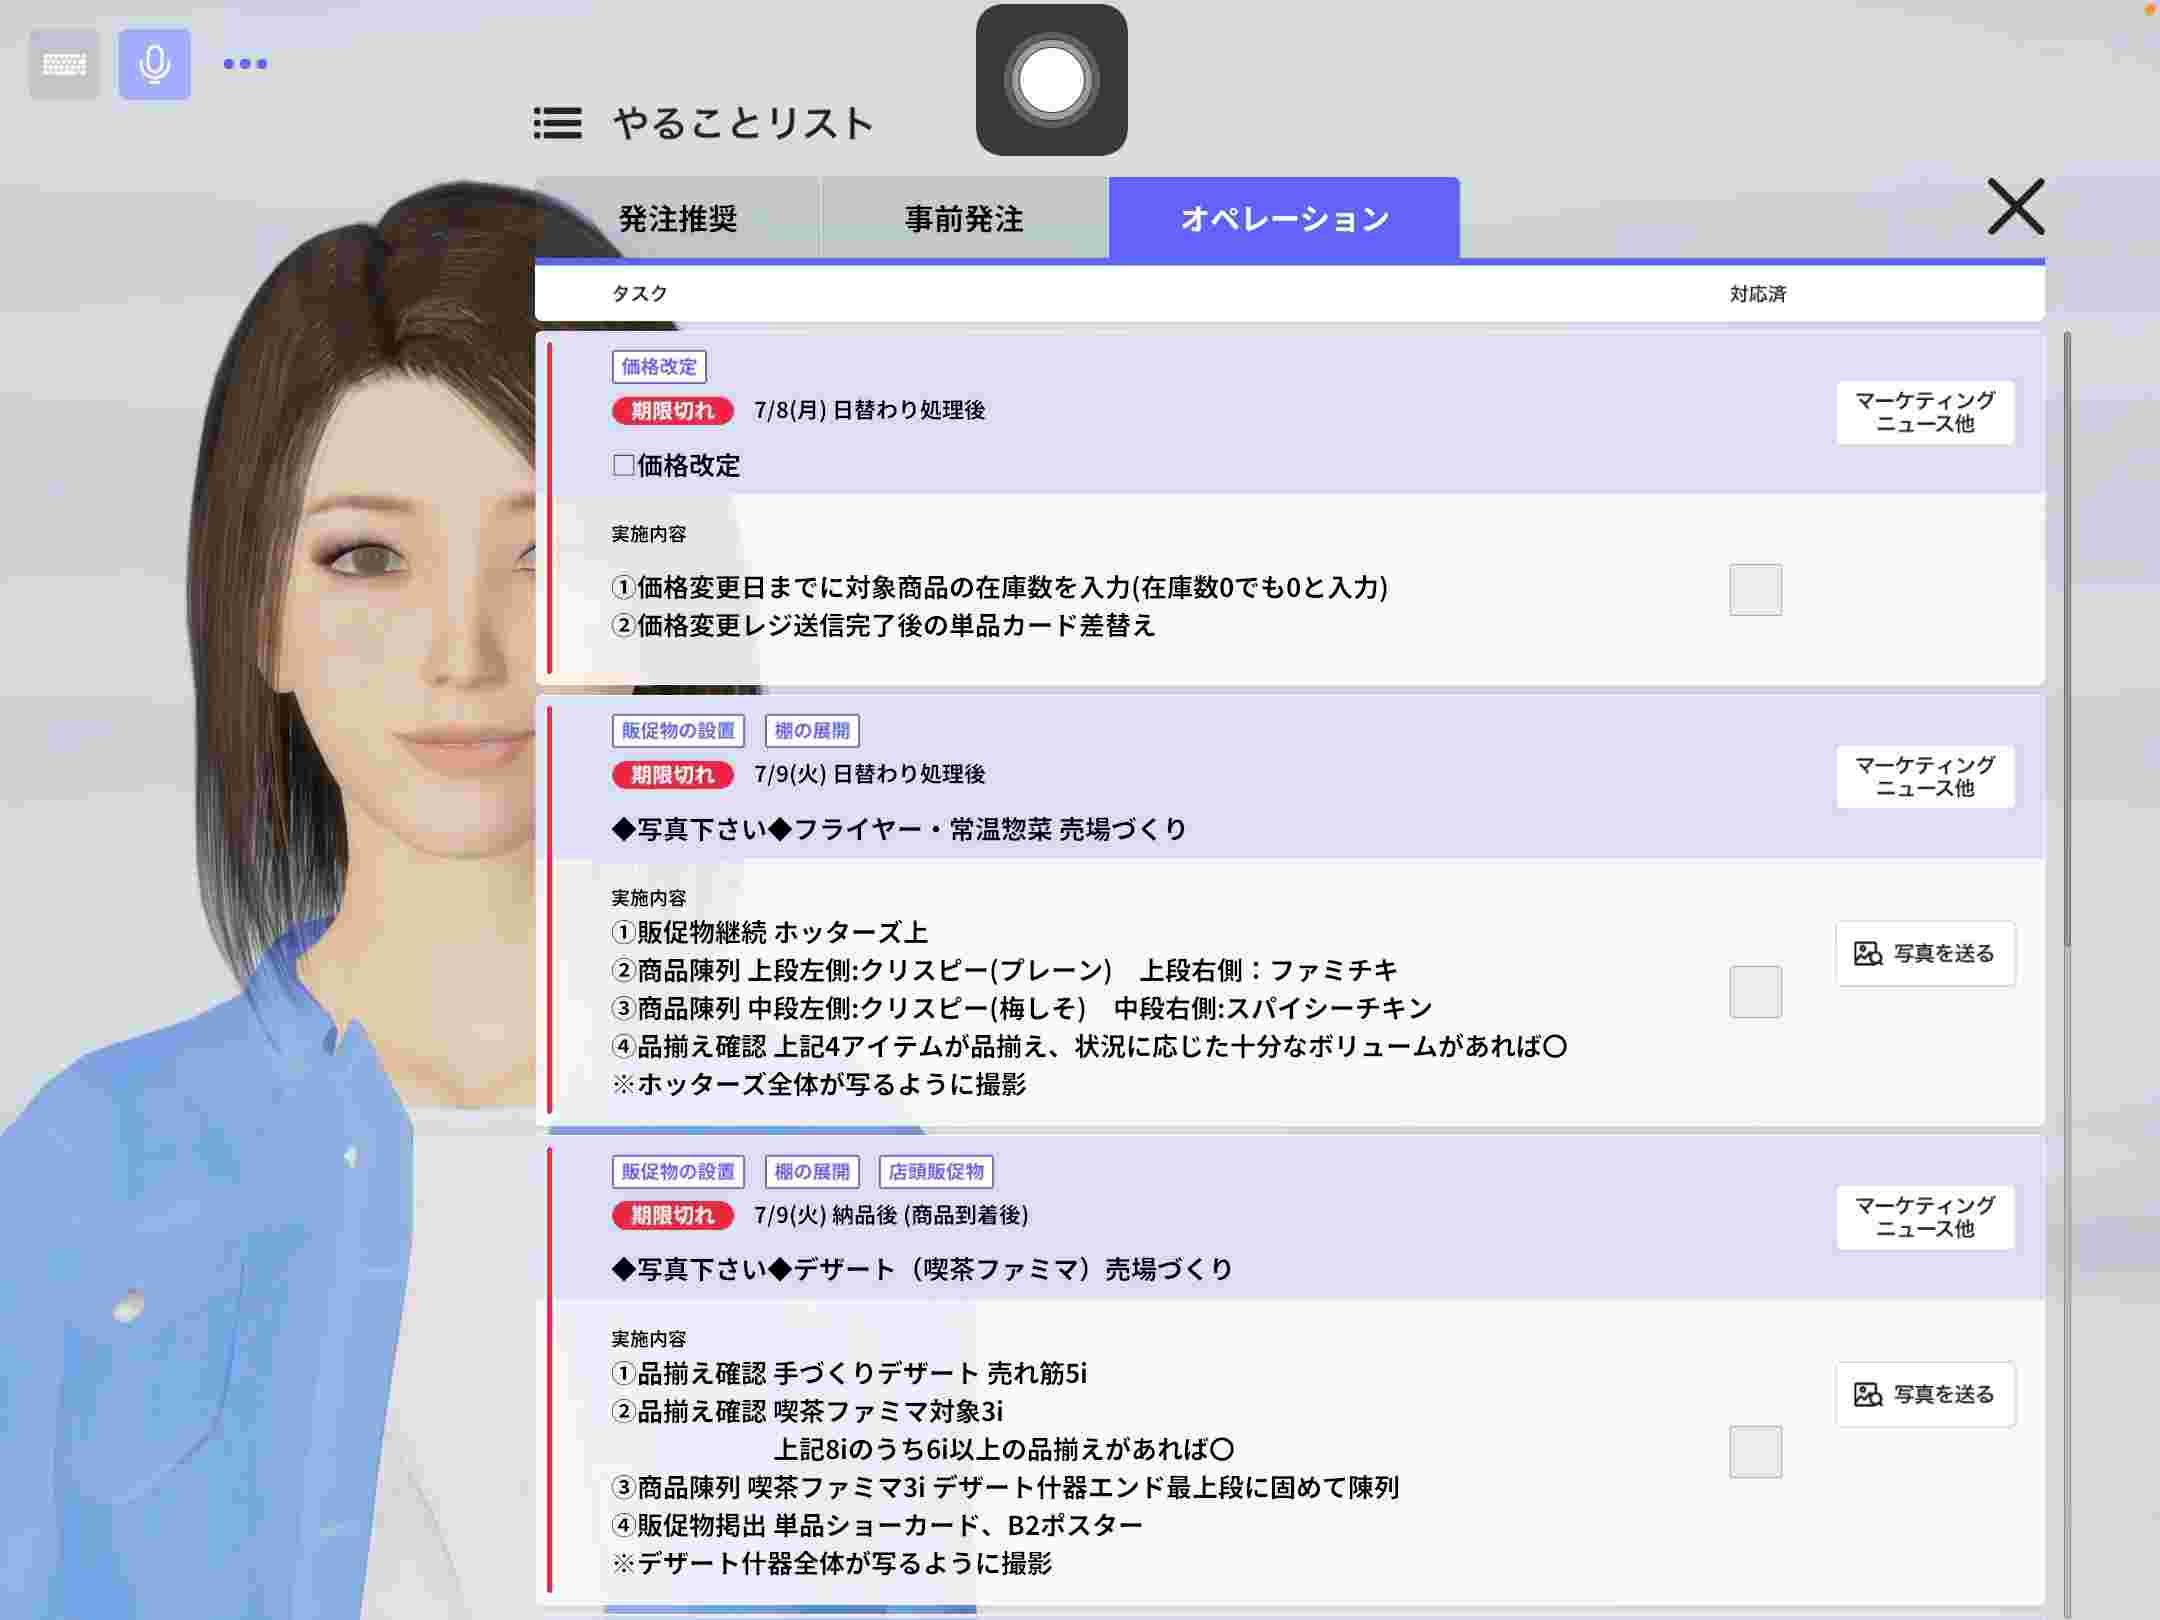 やることリスト
発注推奨
事前発注
オペレーション
タスク
対応済
価格改定
期限切れ 7/8(月) 日替わり処理後
□価格改定
マーケティング
ニュース他
実施内容
①価格変更日までに対象商品の在庫数を入力(在庫数0でも0と入力)
②価格変更レジ送信完了後の単品カード差替え
販促物の設置 棚の展開
期限切れ 7/9(火) 日替わり処理後
◆写真下さい◆フライヤー・常温惣菜 売場づくり
マーケティング
ニュース他
実施内容
①販促物継続 ホッターズ上
②商品陳列 上段左側:クリスピー(プレーン)　上段右側：ファミチキ
③商品陳列 中段左側:クリスピー(梅しそ)　中段右側:スパイシーチキン
④品揃え確認 上記4アイテムが品揃え、状況に応じた十分なボリュームがあれば〇
※ホッターズ全体が写るように撮影
写真を送る
販促物の設置 棚の展開 店頭販促物
期限切れ 7/9(火) 納品後 (商品到着後)
◆写真下さい◆デザート（喫茶ファミマ）売場づくり
マーケティング
ニュース他
実施内容
①品揃え確認 手づくりデザート 売れ筋5i
②品揃え確認 喫茶ファミマ対象3i
上記8iのうち6i以上の品揃えがあれば〇
③商品陳列 喫茶ファミマ3i デザート什器エンド最上段に固めて陳列
④販促物掲出 単品ショーカード、B2ポスター
※デザート什器全体が写るように撮影
写真を送る